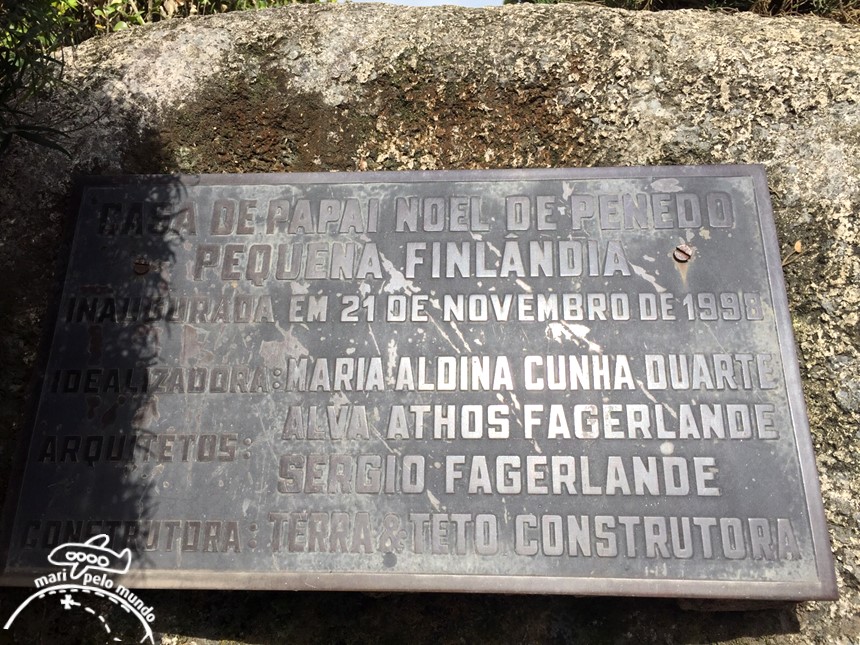 CASA DE PAPAI NOEL DE PENEDO
PEQUENA FINLÂNDIA
INAUGURADA EM 21 DE NOVEMBRO DE 1998
IDEALIZADORA: MARIA ALDINA CUNHA DUARTE
ALVA ATHOS FAGERLANDE
ARQUITETOS:
SERGIO FAGERLANDE
CONSTRUTORA: TERRA & TETO CONSTRUTORA
mari pelo mundo